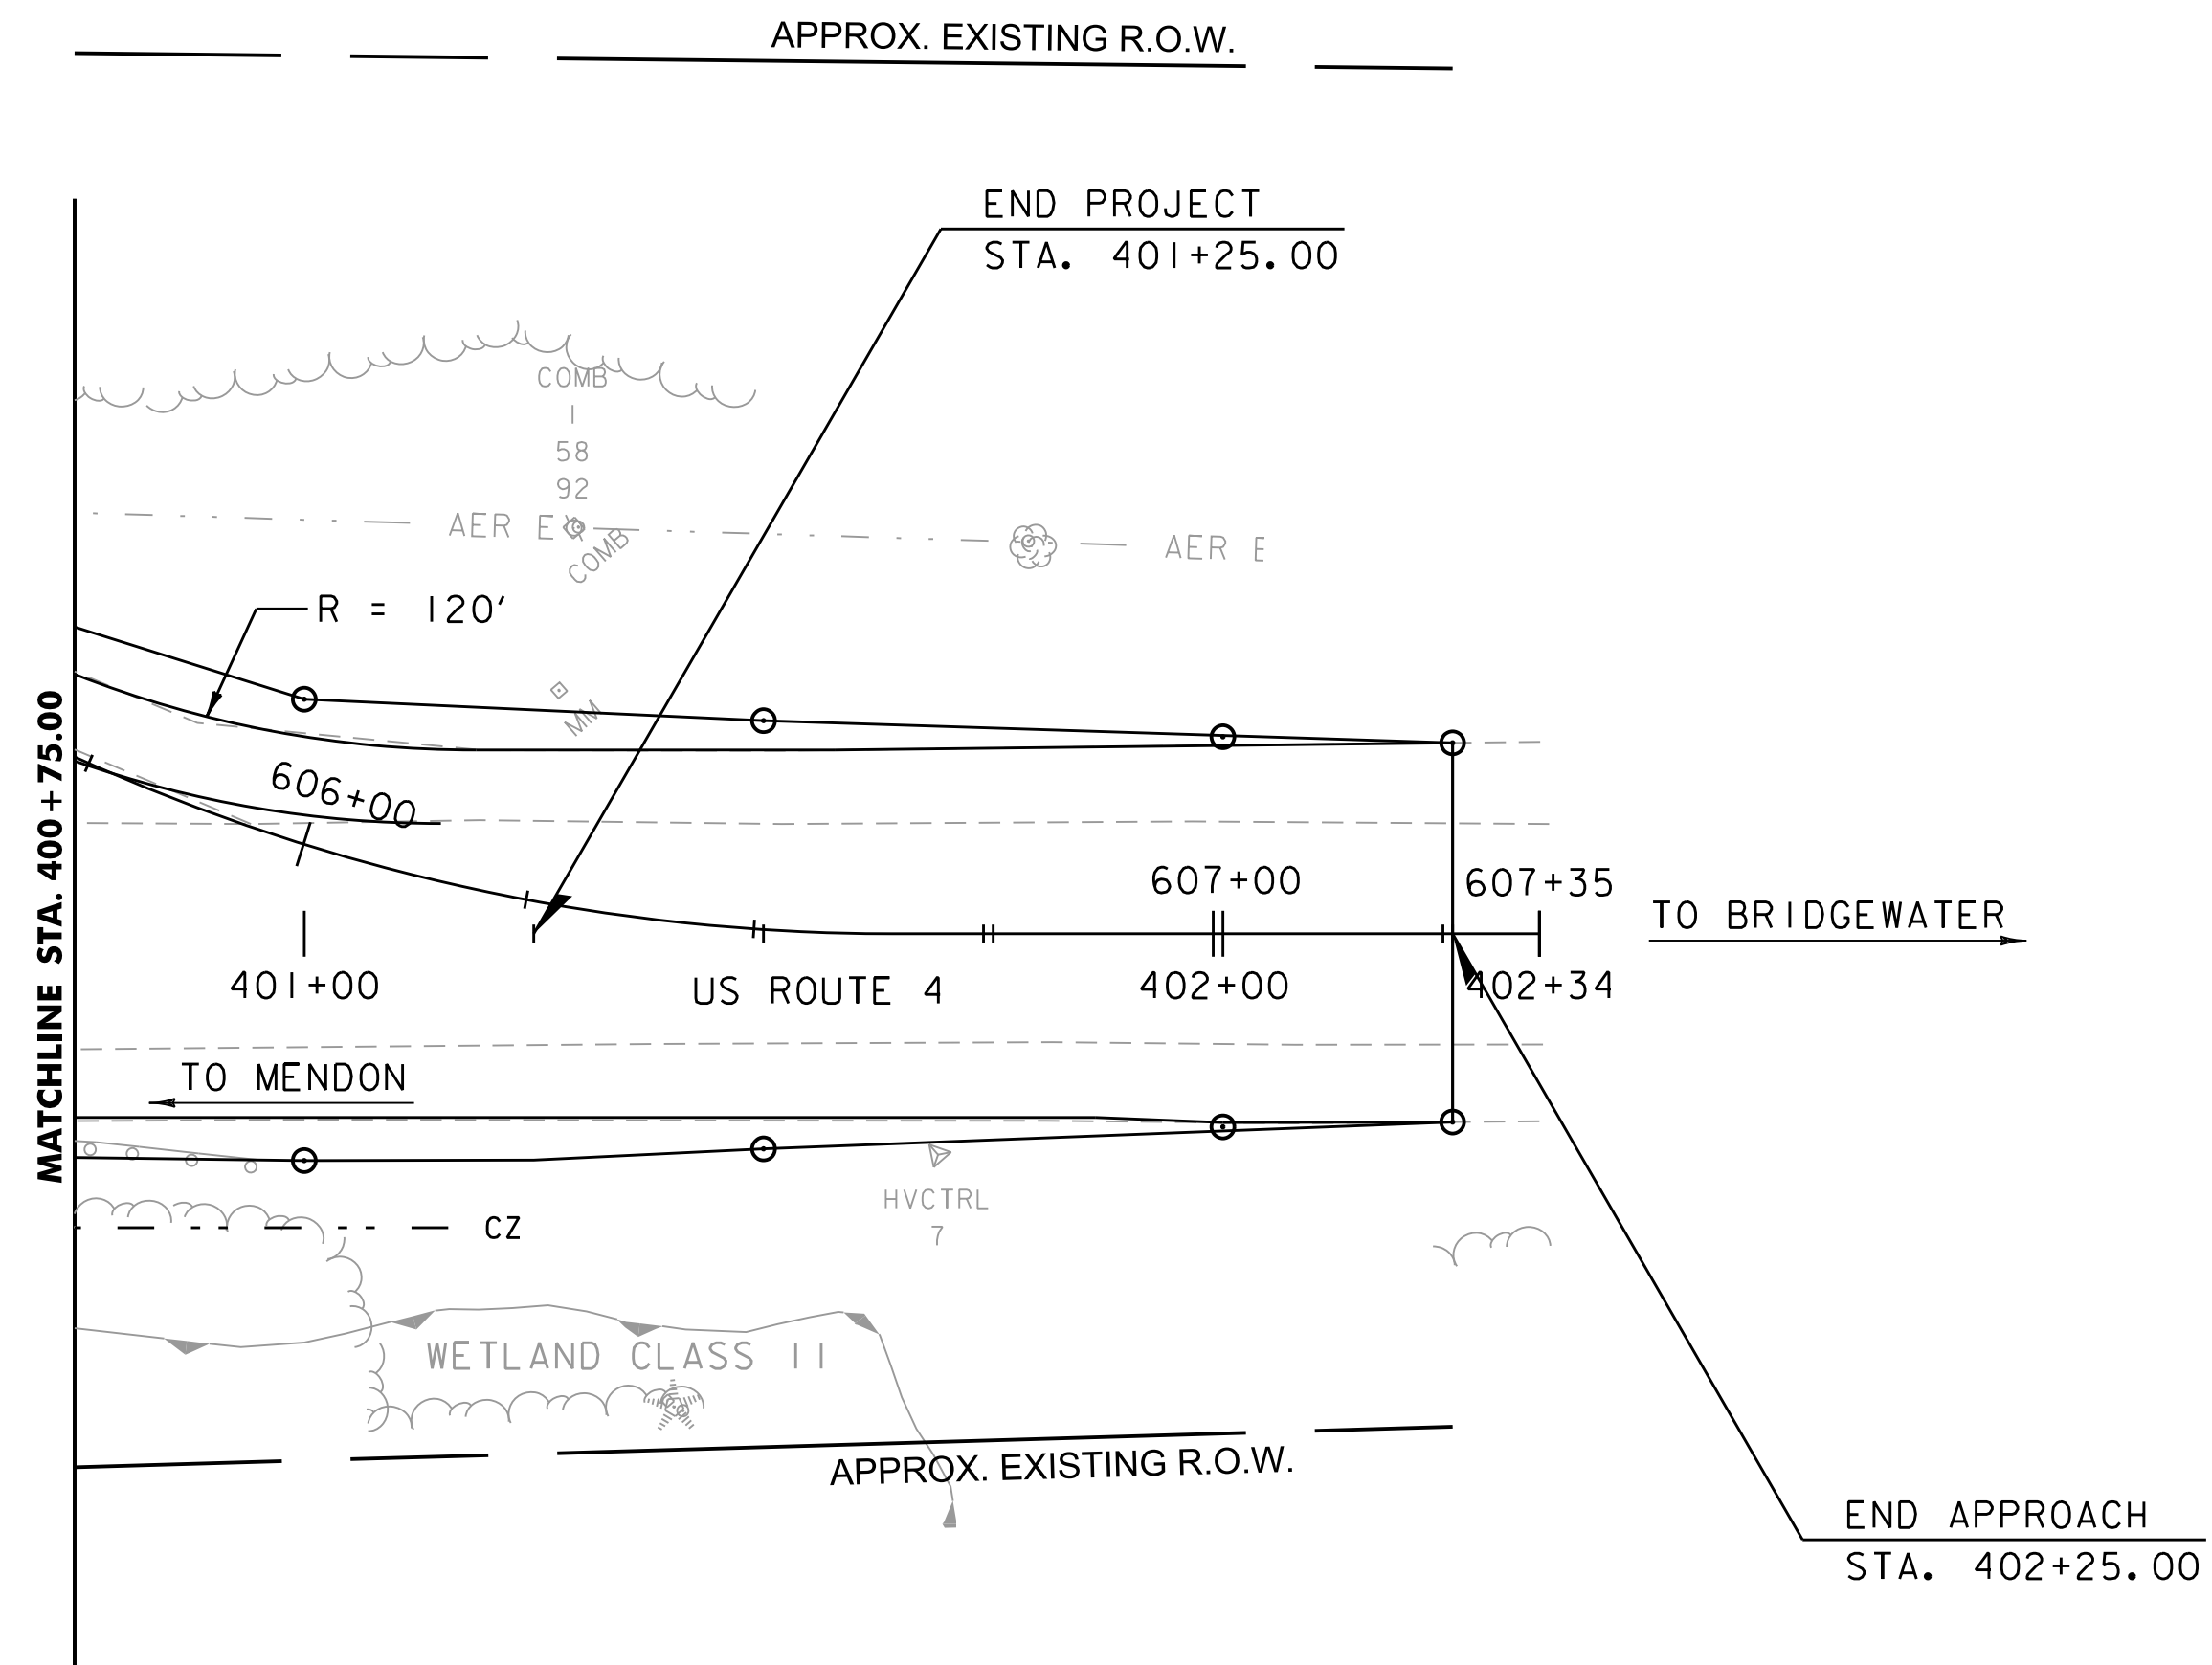 APPROX. EXISTING R.O.W.
END PROJECT
STA. 401+25.00
COMB
1
58
92
AER E
COMB
AER E
R = 120'
MM
MATCHLINE STA. 400+75.00
606+00
607+00
607+35
TO BRIDGEWATER
401+00
US ROUTE 4
402+00
402+34
TO MENDON
HVCTRL
7
CZ
WETLAND CLASS II
APPROX. EXISTING R.O.W.
END APPROACH
STA. 402+25.00